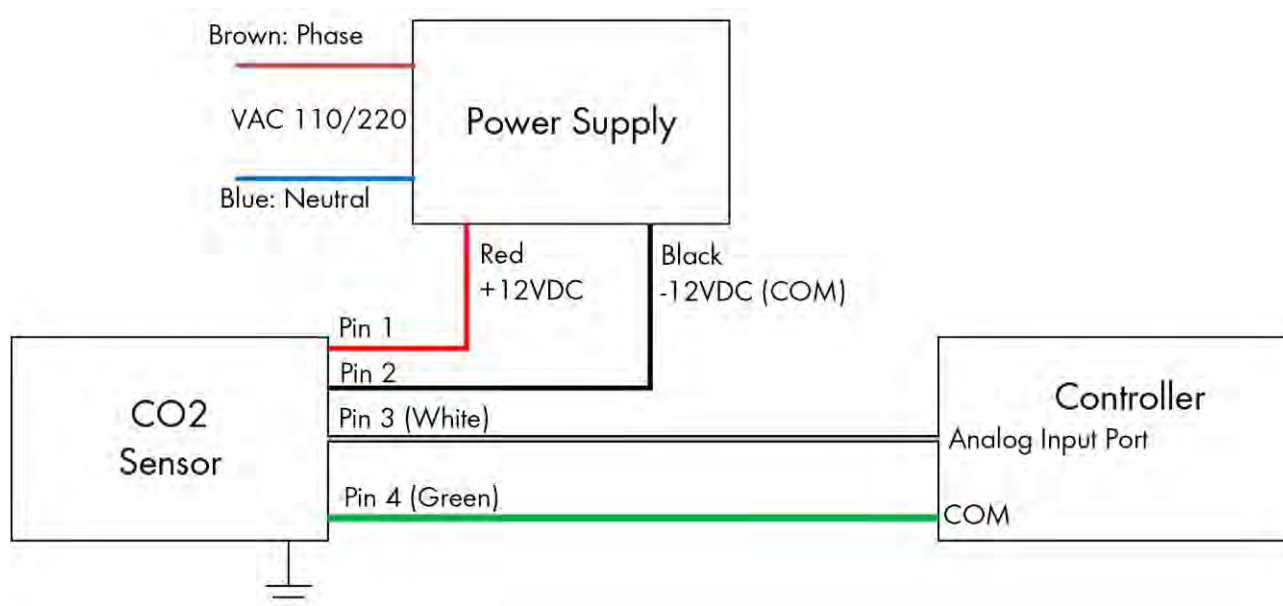 Brown: Phase
VAC 110/220
Power Supply
Blue: Neutral
Red
+12VDC
Black
-12VDC (COM)
Pin 1
Pin 2
Pin 3 (White)
Pin 4 (Green)
CO2
Sensor
Controller
Analog Input Port
COM